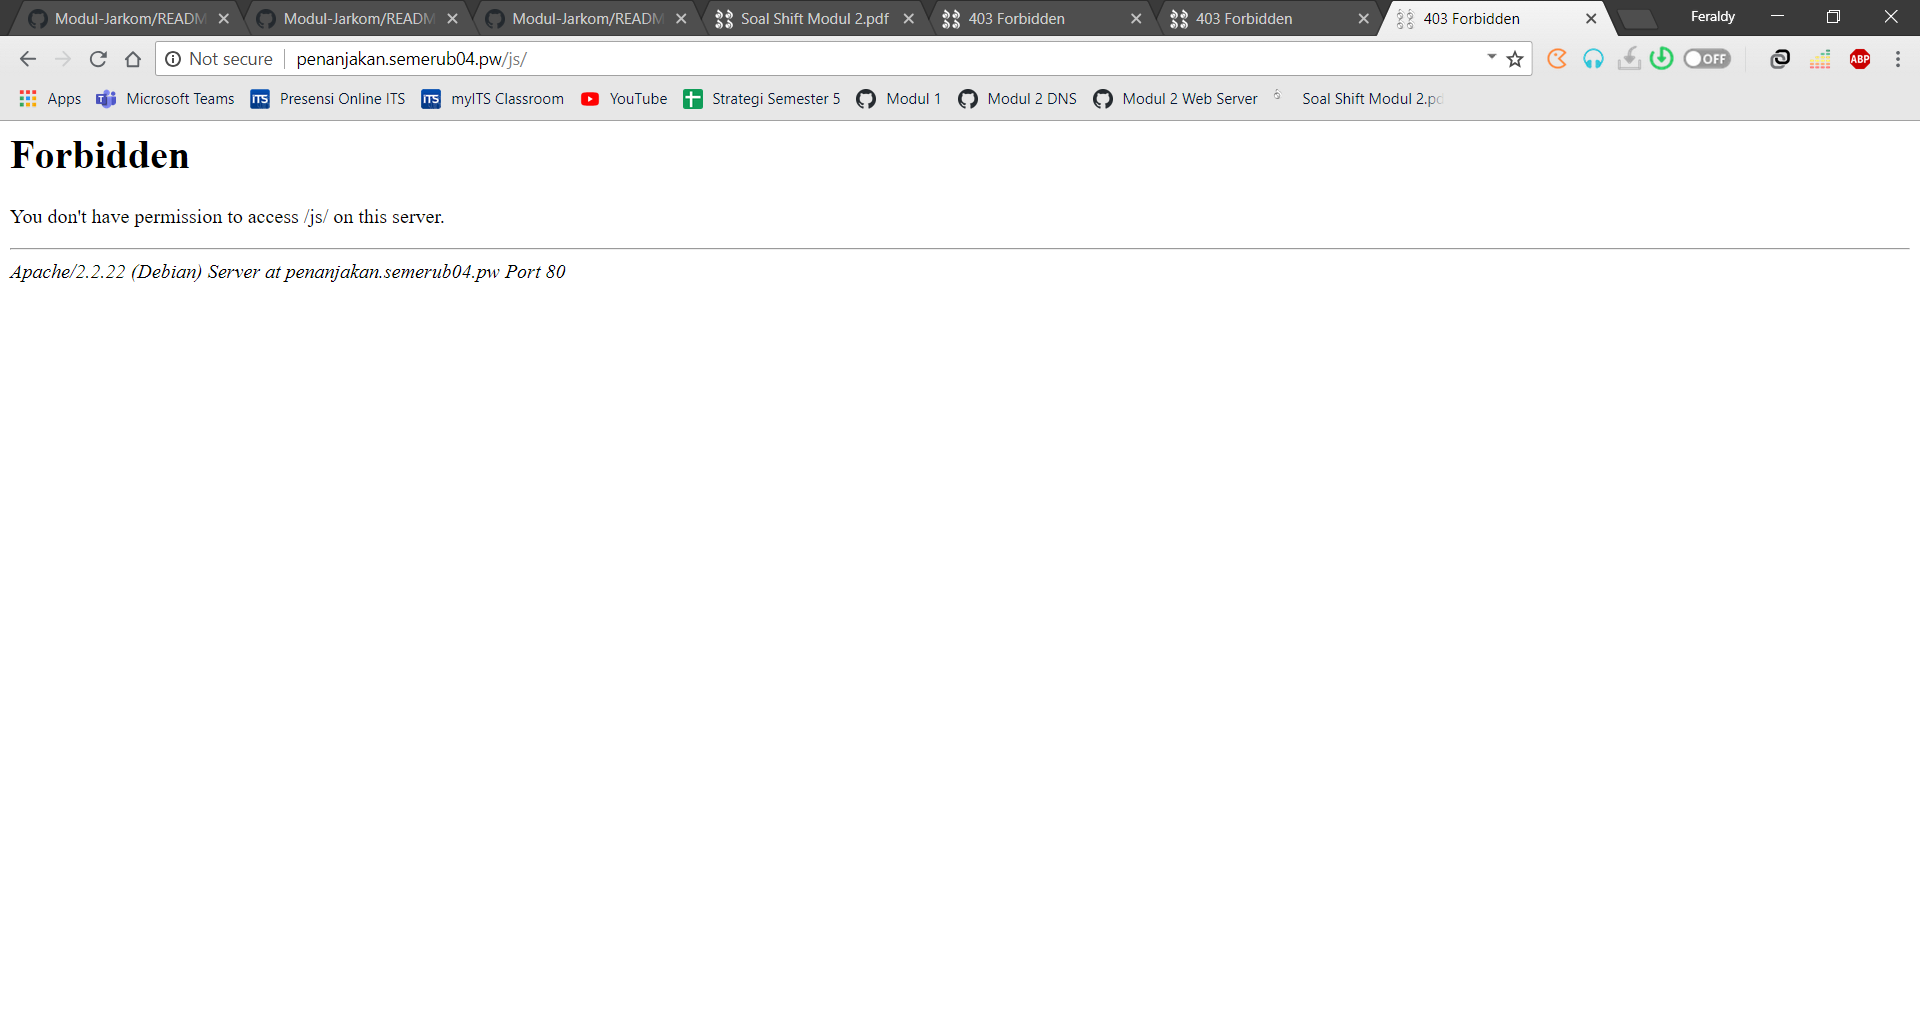 Modul-Jarkom/READM
Modul-Jarkom/READM
Modul-Jarkom/READM
Soal Shift Modul 2.pdf
403 Forbidden
403 Forbidden
403 Forbidden
Feraldy
Not secure
penanjakan.semerub04.pw/js/
OFF
ABP
Apps
Microsoft Teams
ITS
Presensi Online ITS
ITS
myITS Classroom
YouTube
Strategi Semester 5
Modul 1
Modul 2 DNS
Modul 2 Web Server
Soal Shift Modul 2.pd
Forbidden
You don't have permission to access /js/ on this server.
Apache/2.2.22 (Debian) Server at penanjakan.semerub04.pw Port 80